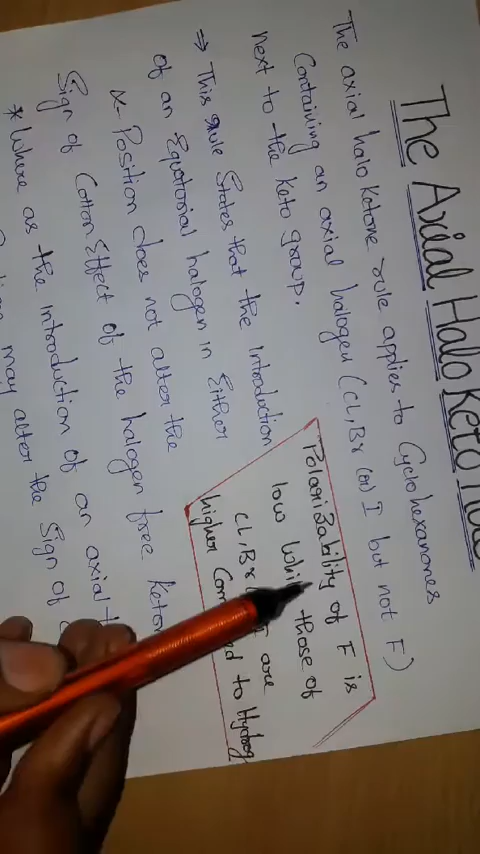 The Axial Halo Keto
The axial halo Ketone rule applies to Cyclohexanones
Containing an axial halogen (CL, Br (or) I but not F)
next to the Keto group.
⇒ This rule States that the Introduction
of an Equatorial halogen in Either
α- Position does not alter the
Sign of Cotton Effect of the halogen free
* Where as the introduction of an axial
may alter the Sign of
Polarizability of F is
low those of
CL, Br are
higher to